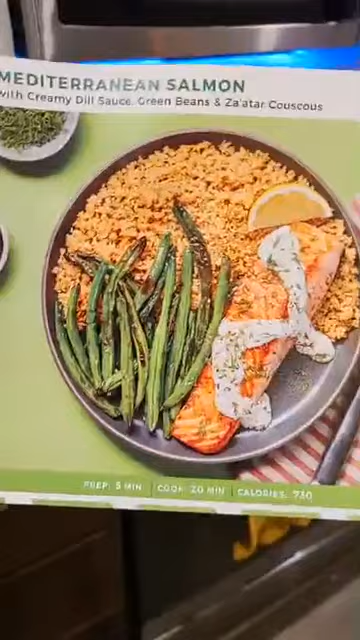 MEDITERRANEAN SALMON
with Creamy Dill Sauce, Green Beans & Za'atar Couscous
PREP: 5 MIN COOK: 20 MIN CALORIES: 730